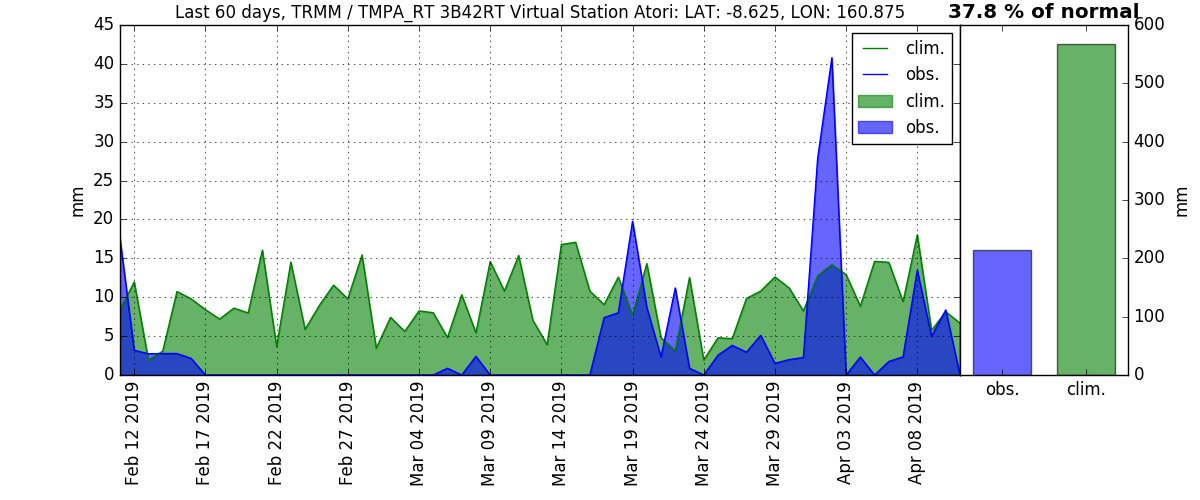 Last 60 days, TRMM / TMPA_RT 3B42RT Virtual Station Atori: LAT: -8.625, LON: 160.875
37.8 % of normal
45
40
35
30
25
20
15
10
5
0
mm
clim.
obs.
clim.
obs.
600
500
400
300
200
100
0
mm
Feb 12 2019
Feb 17 2019
Feb 22 2019
Feb 27 2019
Mar 04 2019
Mar 09 2019
Mar 14 2019
Mar 19 2019
Mar 24 2019
Mar 29 2019
Apr 03 2019
Apr 08 2019
obs.
clim.